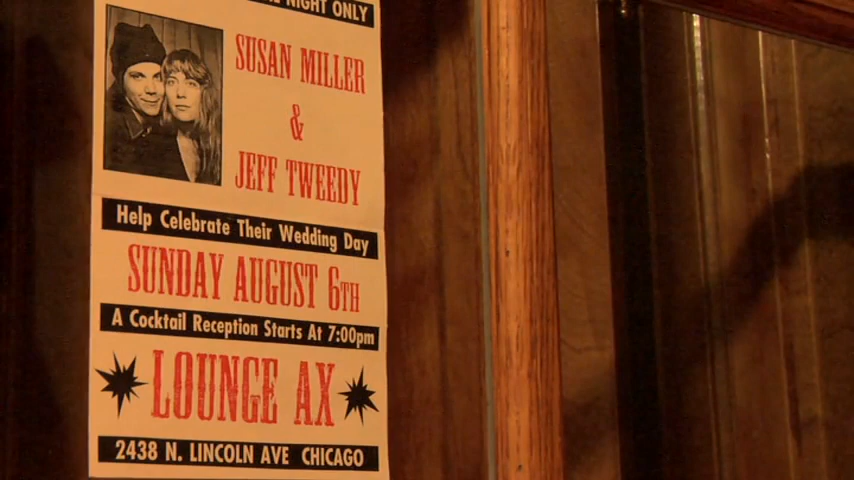 NIGHT ONLY
SUSAN MILLER
&
JEFF TWEEDY
Help Celebrate Their Wedding Day
SUNDAY AUGUST 6TH
A Cocktail Reception Starts At 7:00pm
LOUNGE AX
2438 N. LINCOLN AVE CHICAGO